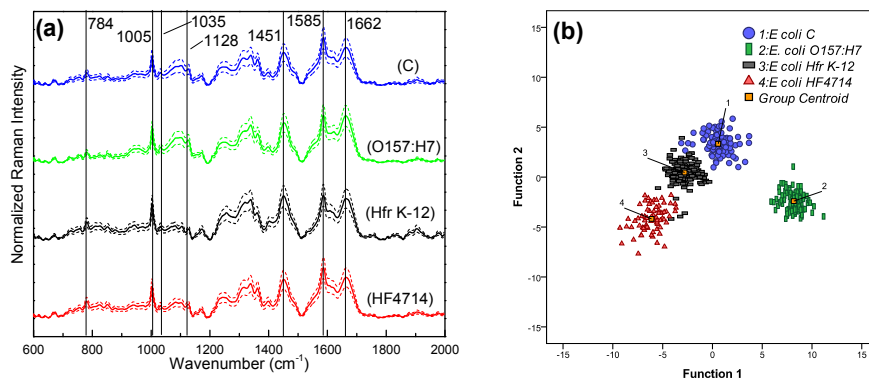 (a)
784
1005
1035
1128
1451
1585
1662
(C)
(O157:H7)
(Hfr K-12)
(HF4714)
Normalized Raman Intensity
600 800 1000 1200 1400 1600 1800 2000
Wavenumber (cm⁻¹)
(b)
1:E coli C
2:E. coli O157:H7
3:E coli Hfr K-12
4:E coli HF4714
Group Centroid
1
2
3
4
Function 2
15
10
5
0
-5
-10
-15
-15 -10 -5 0 5 10 15
Function 1